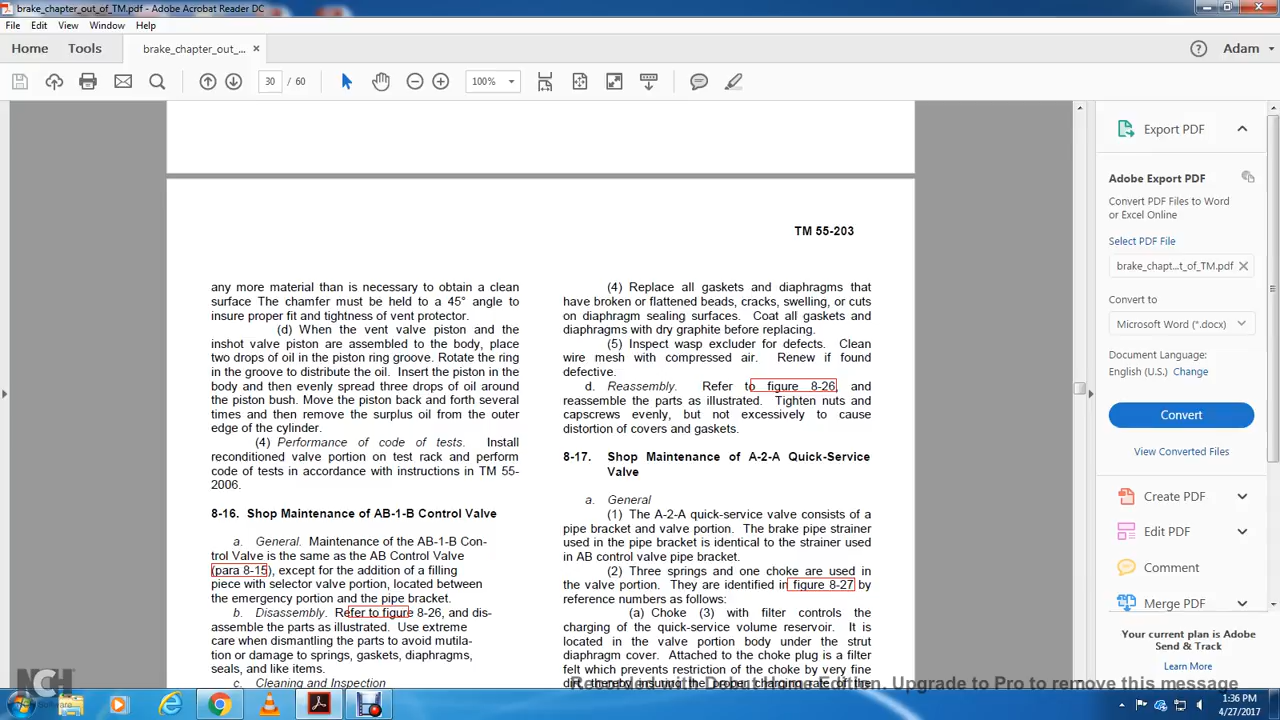 brake_chapter_out_of_TM.pdf - Adobe Acrobat Reader DC
File Edit View Window Help
Home Tools brake_chapter_out_... × Adam
30 / 60 100%
TM 55-203
any more material than is necessary to obtain a clean
surface The chamfer must be held to a 45° angle to
insure proper fit and tightness of vent protector.
(d) When the vent valve piston and the
inshot valve piston are assembled to the body, place
two drops of oil in the piston ring groove. Rotate the ring
in the groove to distribute the oil. Insert the piston in the
body and then evenly spread three drops of oil around
the piston bush. Move the piston back and forth several
times and then remove the surplus oil from the outer
edge of the cylinder.
(4) Performance of code of tests. Install
reconditioned valve portion on test rack and perform
code of tests in accordance with instructions in TM 55-
2006.
8-16. Shop Maintenance of AB-1-B Control Valve
a. General. Maintenance of the AB-1-B Con-
trol Valve is the same as the AB Control Valve
(para 8-15), except for the addition of a filling
piece with selector valve portion, located between
the emergency portion and the pipe bracket.
b. Disassembly. Refer to figure 8-26, and dis-
assemble the parts as illustrated. Use extreme
care when dismantling the parts to avoid mutila-
tion or damage to springs, gaskets, diaphragms,
seals, and like items.
c. Cleaning and Inspection
(4) Replace all gaskets and diaphragms that
have broken or flattened beads, cracks, swelling, or cuts
on diaphragm sealing surfaces. Coat all gaskets and
diaphragms with dry graphite before replacing.
(5) Inspect wasp excluder for defects. Clean
wire mesh with compressed air. Renew if found
defective.
d. Reassembly. Refer to figure 8-26, and
reassemble the parts as illustrated. Tighten nuts and
capscrews evenly, but not excessively to cause
distortion of covers and gaskets.
8-17. Shop Maintenance of A-2-A Quick-Service
Valve
a. General
(1) The A-2-A quick-service valve consists of a
pipe bracket and valve portion. The brake pipe strainer
used in the pipe bracket is identical to the strainer used
in AB control valve pipe bracket.
(2) Three springs and one choke are used in
the valve portion. They are identified in figure 8-27 by
reference numbers as follows:
(a) Choke (3) with filter controls the
charging of the quick-service volume reservoir. It is
located in the valve portion body under the strut
diaphragm cover. Attached to the choke plug is a filter
felt which prevents restriction of the choke by very fine
Export PDF
Adobe Export PDF
Convert PDF Files to Word
or Excel Online
Select PDF File
brake_chapt...t_of_TM.pdf ×
Convert to
Microsoft Word (*.docx)
Document Language:
English (U.S.) Change
Convert
View Converted Files
Create PDF
Edit PDF
Comment
Merge PDF
Your current plan is Adobe
Send & Track
Learn More
Edition. Upgrade to Pro to remove this message
NCH
Software
1:36 PM
4/27/2017